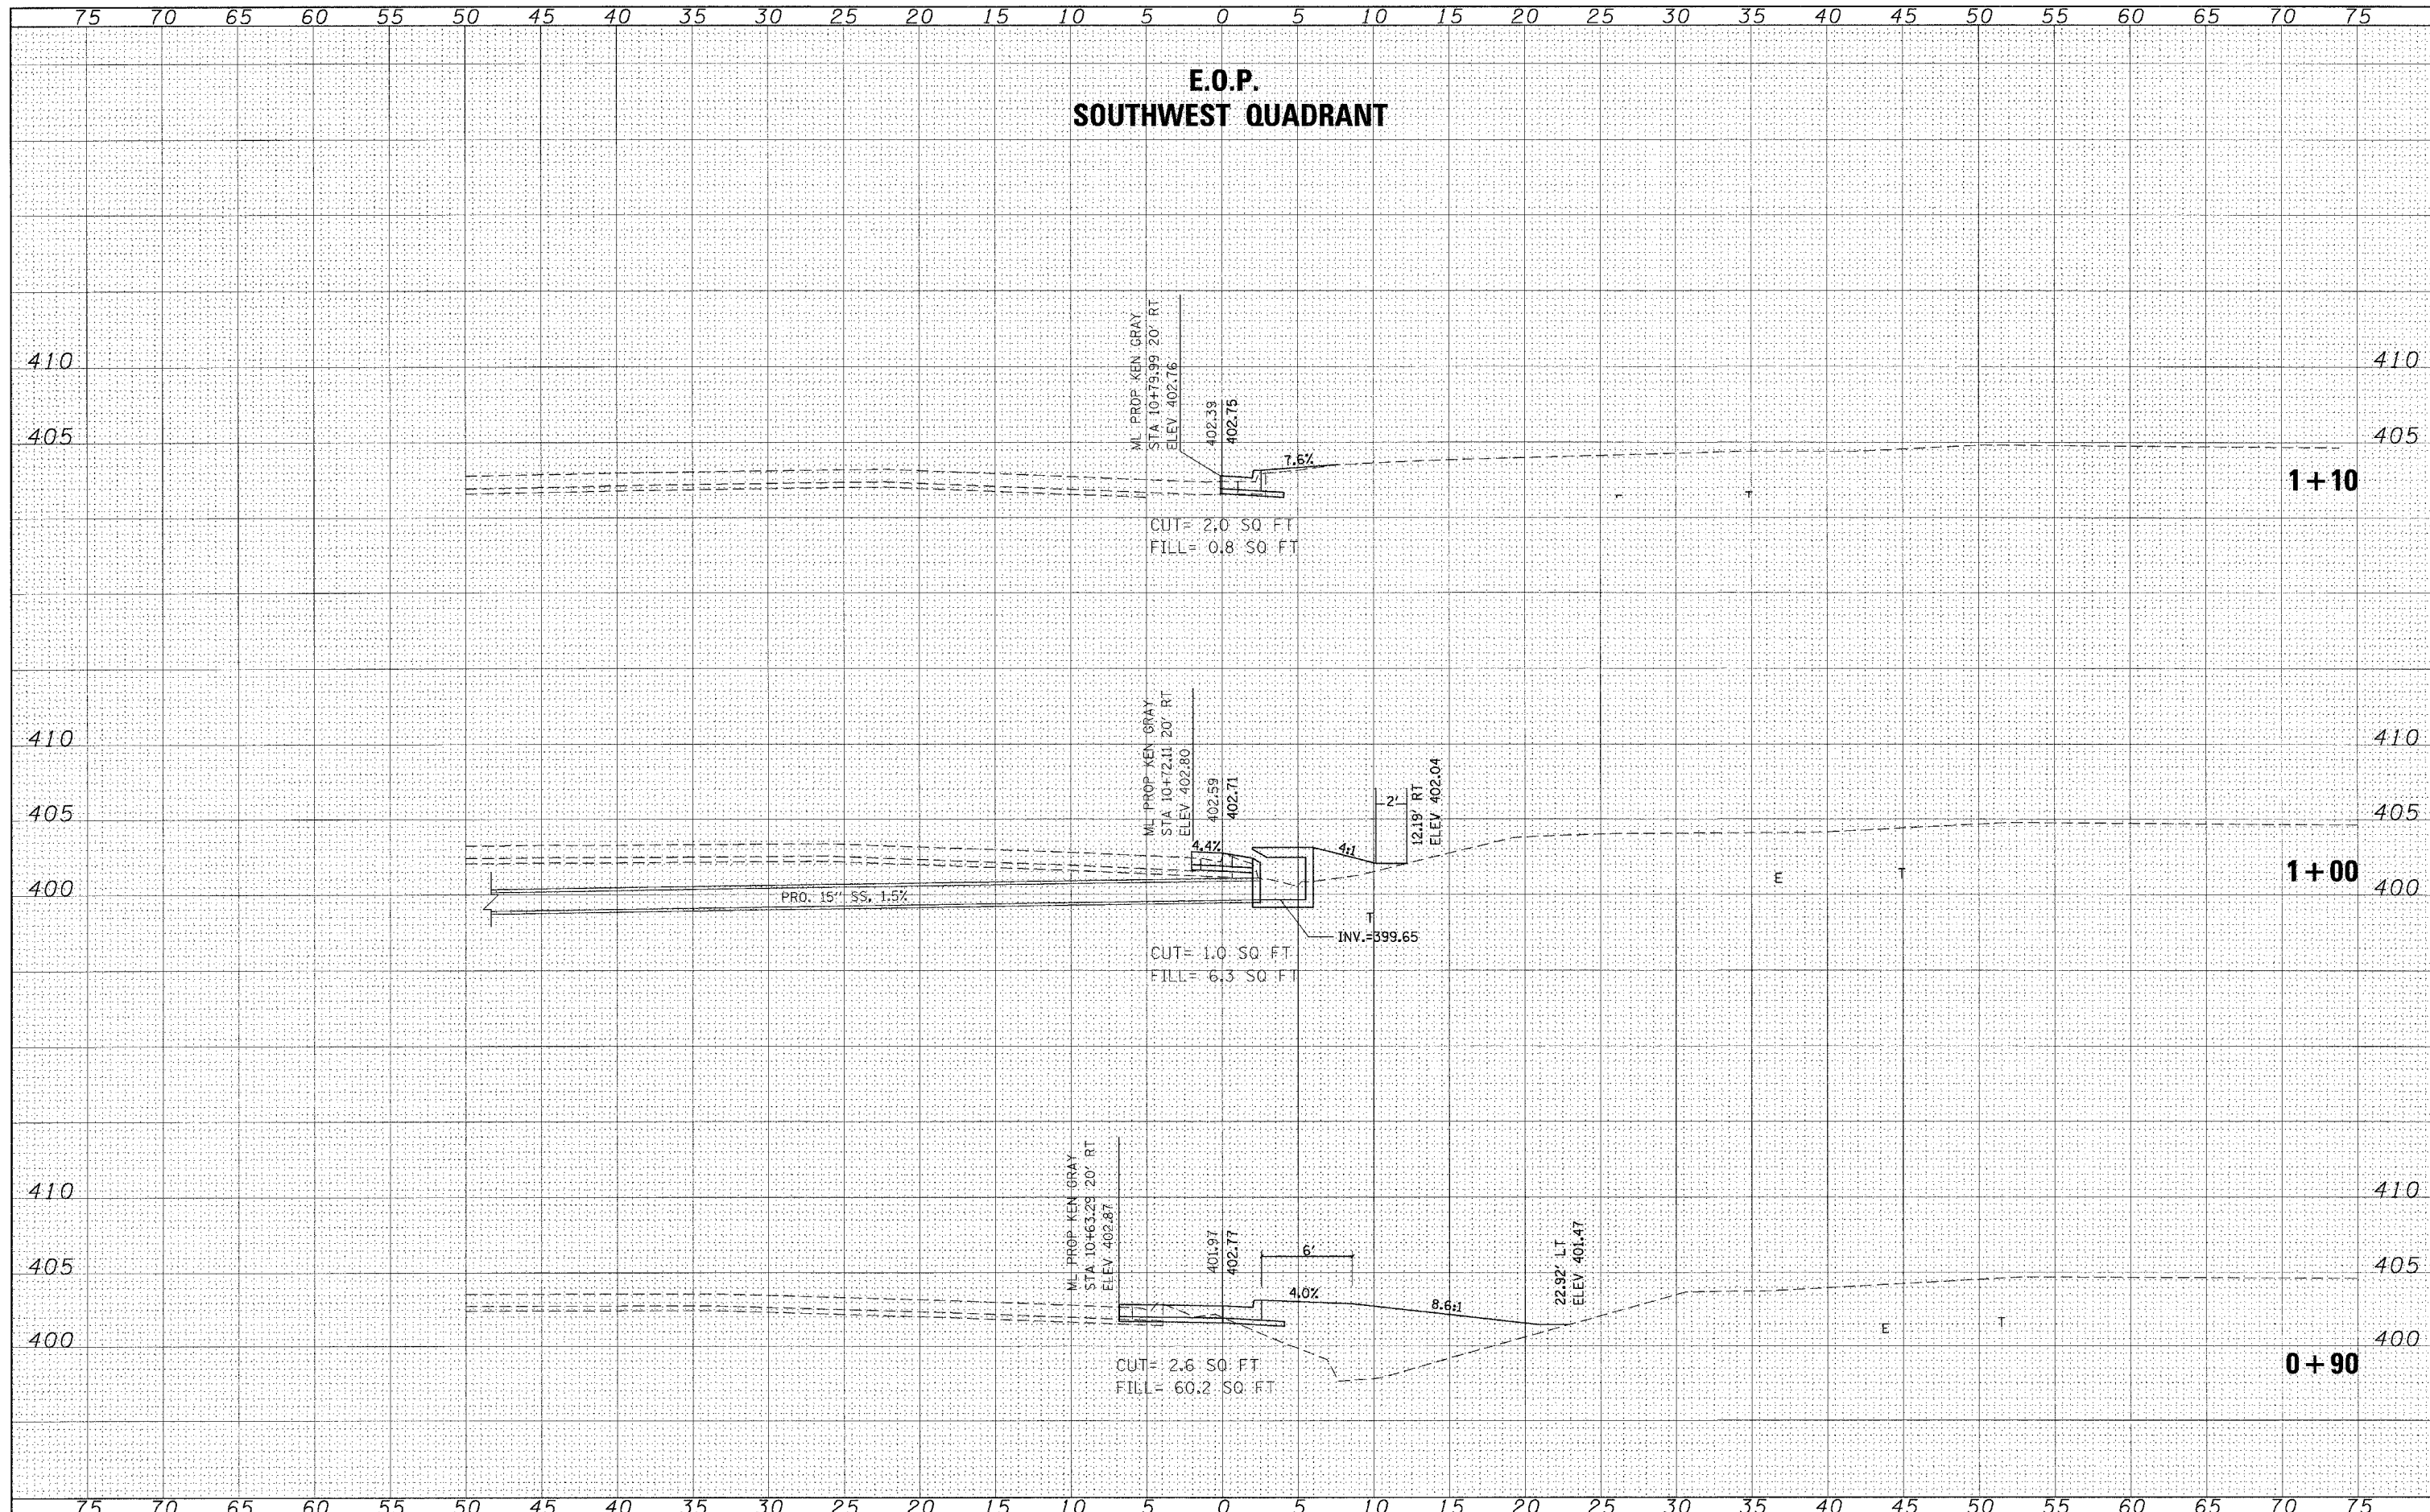 75 70 65 60 55 50 45 40 35 30 25 20 15 10 5 0 5 10 15 20 25 30 35 40 45 50 55 60 65 70 75
E.O.P.
SOUTHWEST QUADRANT
ML PROP KEN GRAY
STA 10+79.99 20' RT
ELEV 402.76
402.39
402.75
410 410
405 405
7.6%
1+10
T
CUT= 2.0 SQ FT
FILL= 0.8 SQ FT
ML PROP KEN GRAY
STA 10+72.11 20' RT
ELEV 402.80
402.59
402.71
410 410
2'
12.19' RT
ELEV 402.04
405 405
4.4%
4:1
1+00
400 400
E
T
PRO. 15" SS, 1.5%
T
INV.=399.65
CUT= 1.0 SQ FT
FILL= 6.3 SQ FT
ML PROP KEN GRAY
STA 10+63.29 20' RT
ELEV 402.87
401.97
402.77
410 410
6'
22.92' LT
ELEV 401.47
405 405
4.0%
8.6:1
E
T
400 400
0+90
CUT= 2.6 SQ FT
FILL= 60.2 SQ FT
75 70 65 60 55 50 45 40 35 30 25 20 15 10 5 0 5 10 15 20 25 30 35 40 45 50 55 60 65 70 75